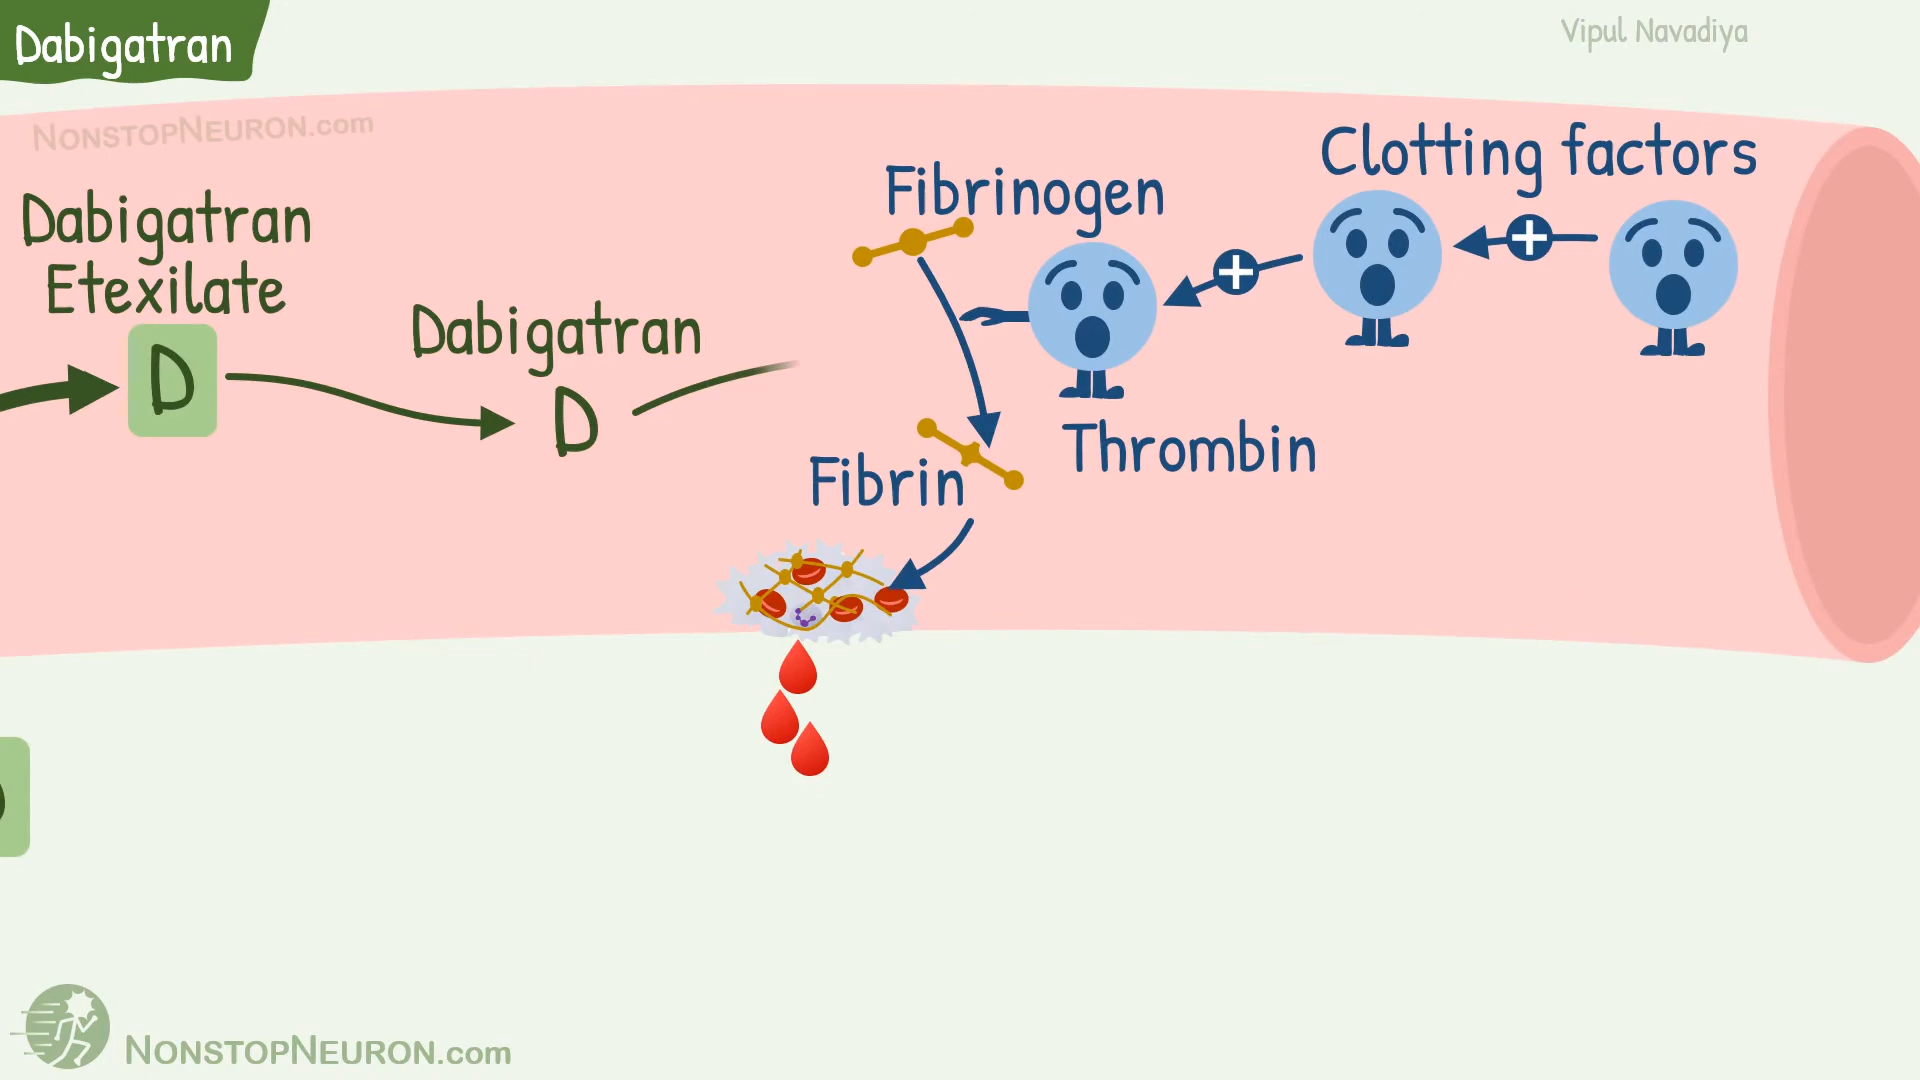 Dabigatran
Vipul Navadiya
NONSTOPNEURON.com
Clotting factors
Fibrinogen
Dabigatran
Etexilate
D
Dabigatran
D
Thrombin
Fibrin
NONSTOPNEURON.com